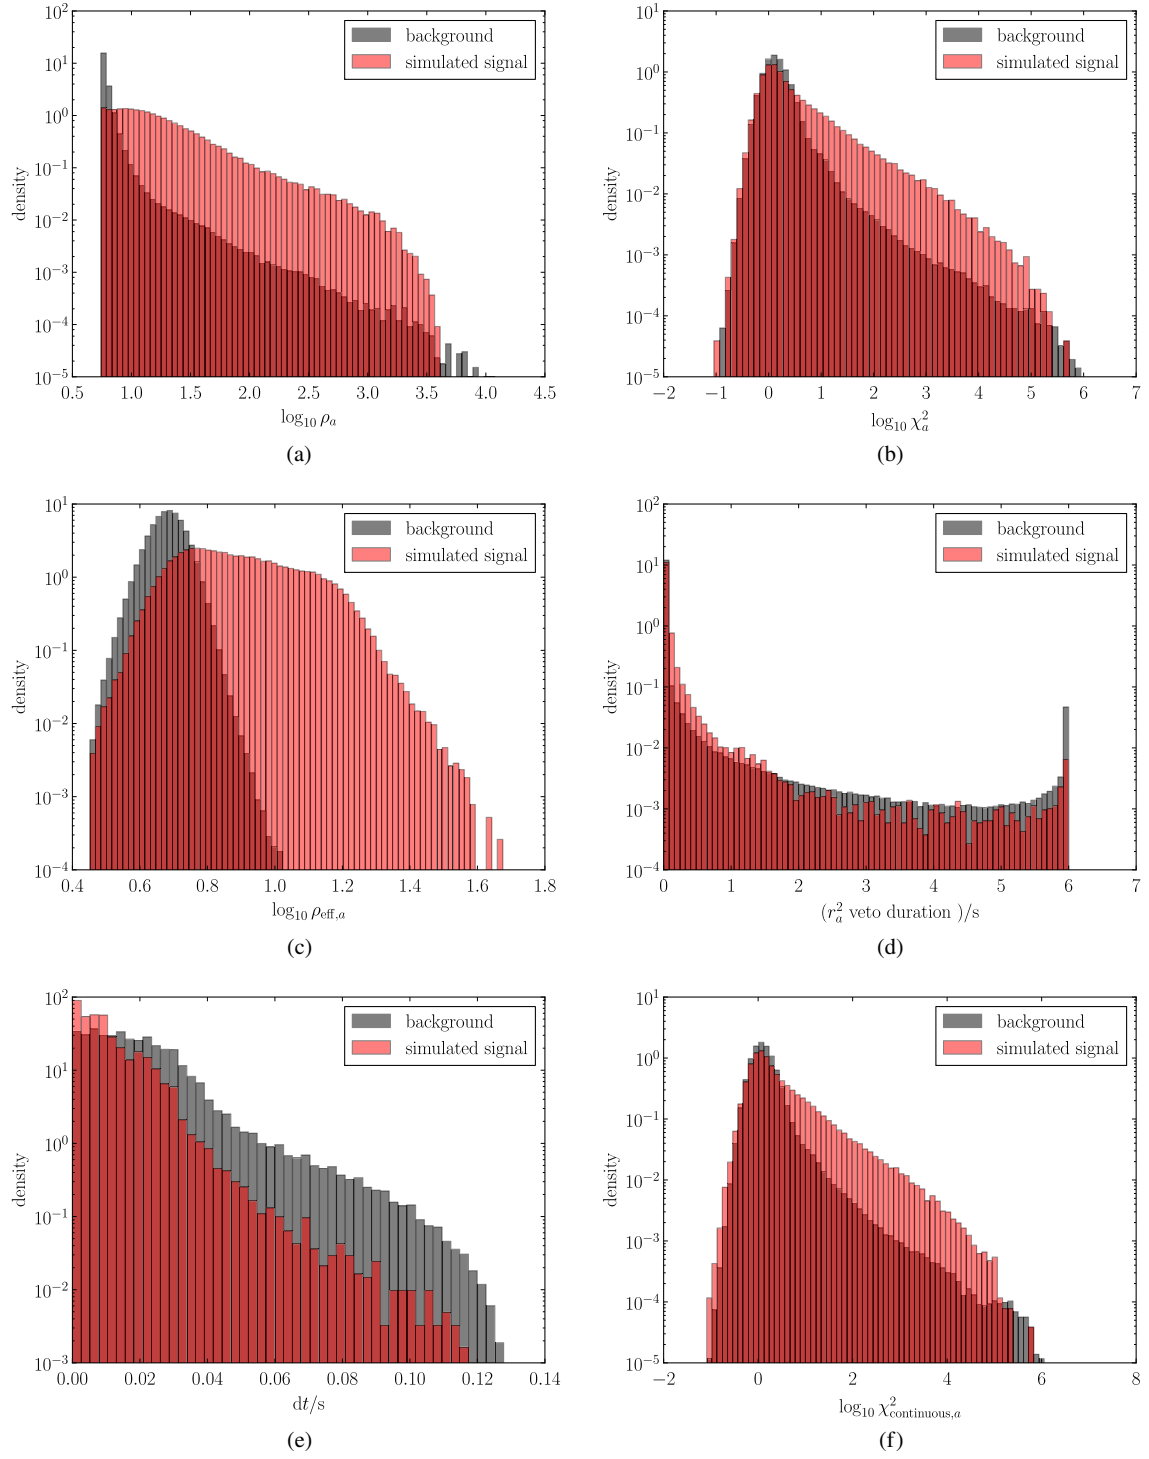 10^2
10^1
10^0
10^−1
10^−2
10^−3
10^−4
10^−5
density
background
simulated signal
0.5 1.0 1.5 2.0 2.5 3.0 3.5 4.0 4.5
log10 ρa
(a)
10^1
10^0
10^−1
10^−2
10^−3
10^−4
10^−5
density
background
simulated signal
−2 −1 0 1 2 3 4 5 6 7
log10 χ²a
(b)
10^1
10^0
10^−1
10^−2
10^−3
10^−4
density
background
simulated signal
0.4 0.6 0.8 1.0 1.2 1.4 1.6 1.8
log10 ρeff,a
(c)
10^2
10^1
10^0
10^−1
10^−2
10^−3
10^−4
density
background
simulated signal
0 1 2 3 4 5 6 7
(r²a veto duration )/s
(d)
10^2
10^1
10^0
10^−1
10^−2
10^−3
density
background
simulated signal
0.00 0.02 0.04 0.06 0.08 0.10 0.12 0.14
dt/s
(e)
10^1
10^0
10^−1
10^−2
10^−3
10^−4
10^−5
density
background
simulated signal
−2 0 2 4 6 8
log10 χ²continuous,a
(f)